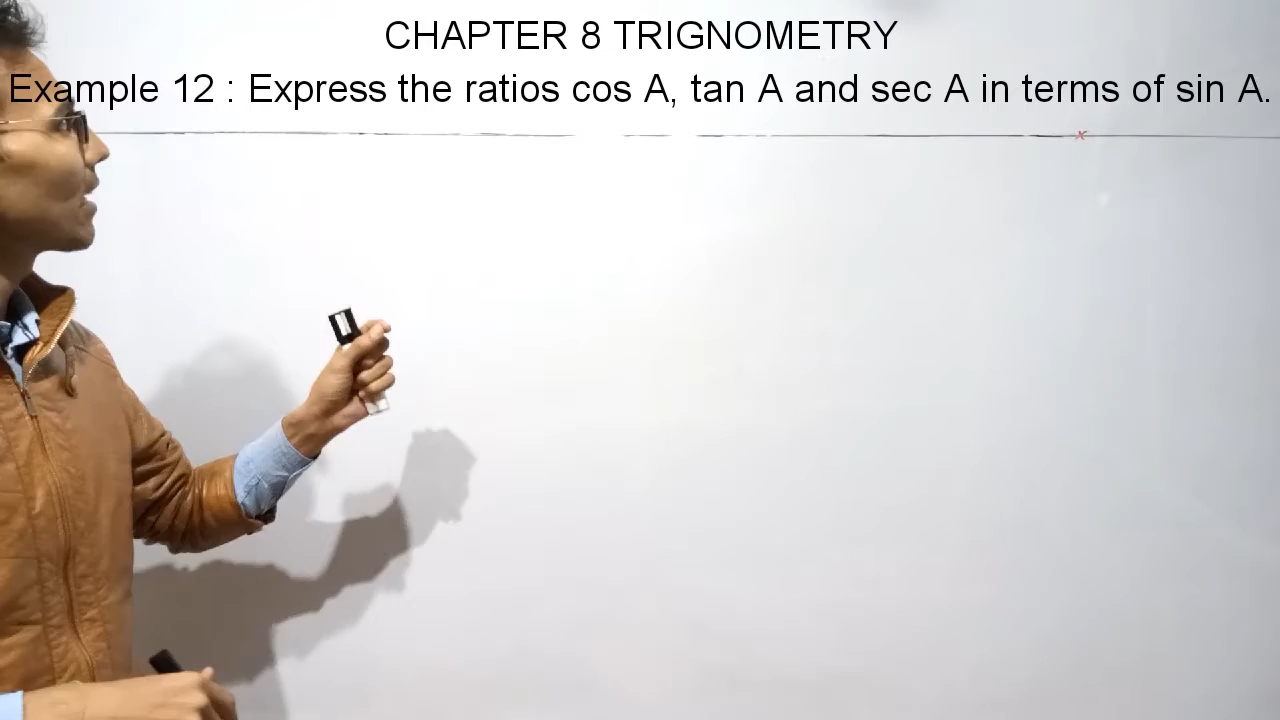 CHAPTER 8 TRIGNOMETRY
Example 12 : Express the ratios cos A, tan A and sec A in terms of sin A.